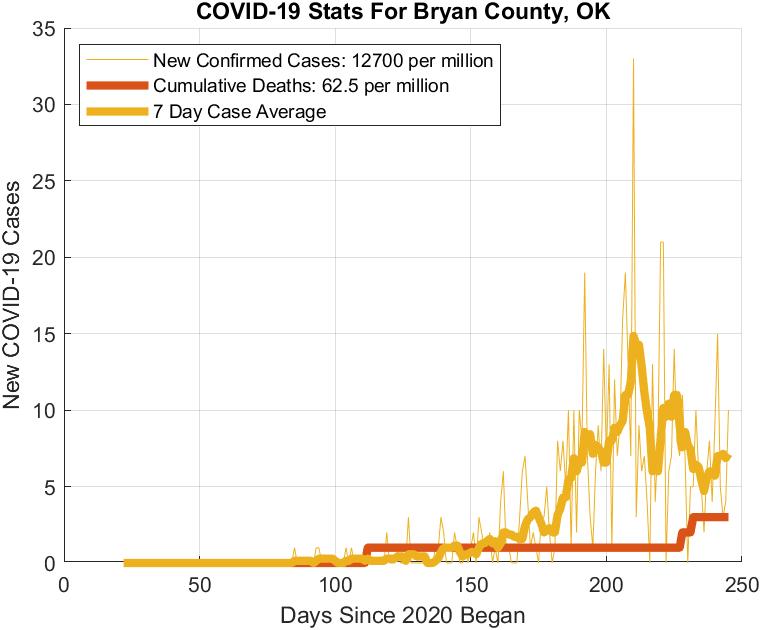 COVID-19 Stats For Bryan County, OK
35
New Confirmed Cases: 12700 per million
Cumulative Deaths: 62.5 per million
7 Day Case Average
30
25
20
15
10
5
0
New COVID-19 Cases
0 50 100 150 200 250
Days Since 2020 Began